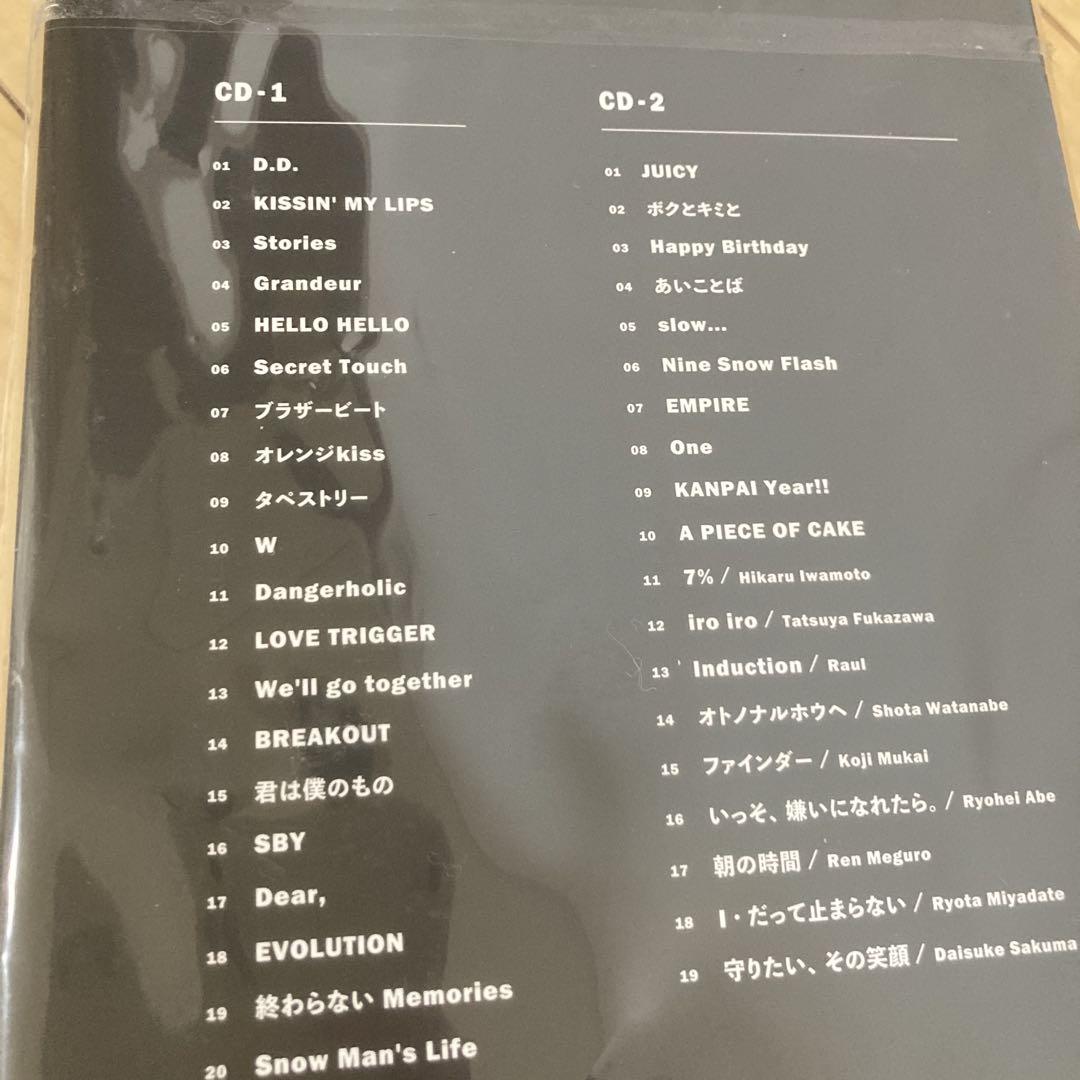 CD-1
01 D.D.
02 KISSIN' MY LIPS
03 Stories
04 Grandeur
05 HELLO HELLO
06 Secret Touch
07 ブラザービート
08 オレンジkiss
09 タペストリー
10 W
11 Dangerholic
12 LOVE TRIGGER
13 We'll go together
14 BREAKOUT
15 君は僕のもの
16 SBY
17 Dear,
18 EVOLUTION
19 終わらない Memories
20 Snow Man's Life
CD-2
01 JUICY
02 ボクとキミと
03 Happy Birthday
04 あいことば
05 slow...
06 Nine Snow Flash
07 EMPIRE
08 One
09 KANPAI Year!!
10 A PIECE OF CAKE
11 7% / Hikaru Iwamoto
12 iro iro / Tatsuya Fukazawa
13 Induction / Raul
14 オトノナルホウヘ / Shota Watanabe
15 ファインダー / Koji Mukai
16 いっそ、嫌いになれたら。 / Ryohei Abe
17 朝の時間 / Ren Meguro
18 I・だって止まらない / Ryota Miyadate
19 守りたい、その笑顔 / Daisuke Sakuma